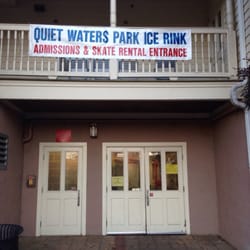 QUIET WATERS PARK ICE RINK
ADMISSIONS & SKATE RENTAL ENTRANCE